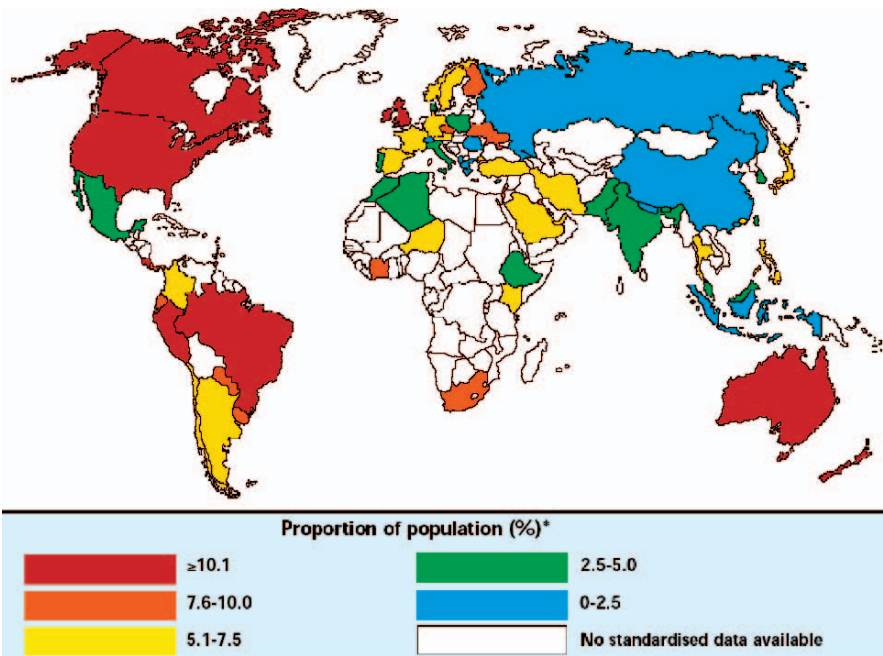 Proportion of population (%)*
≥10.1
2.5-5.0
7.6-10.0
0-2.5
5.1-7.5
No standardised data available